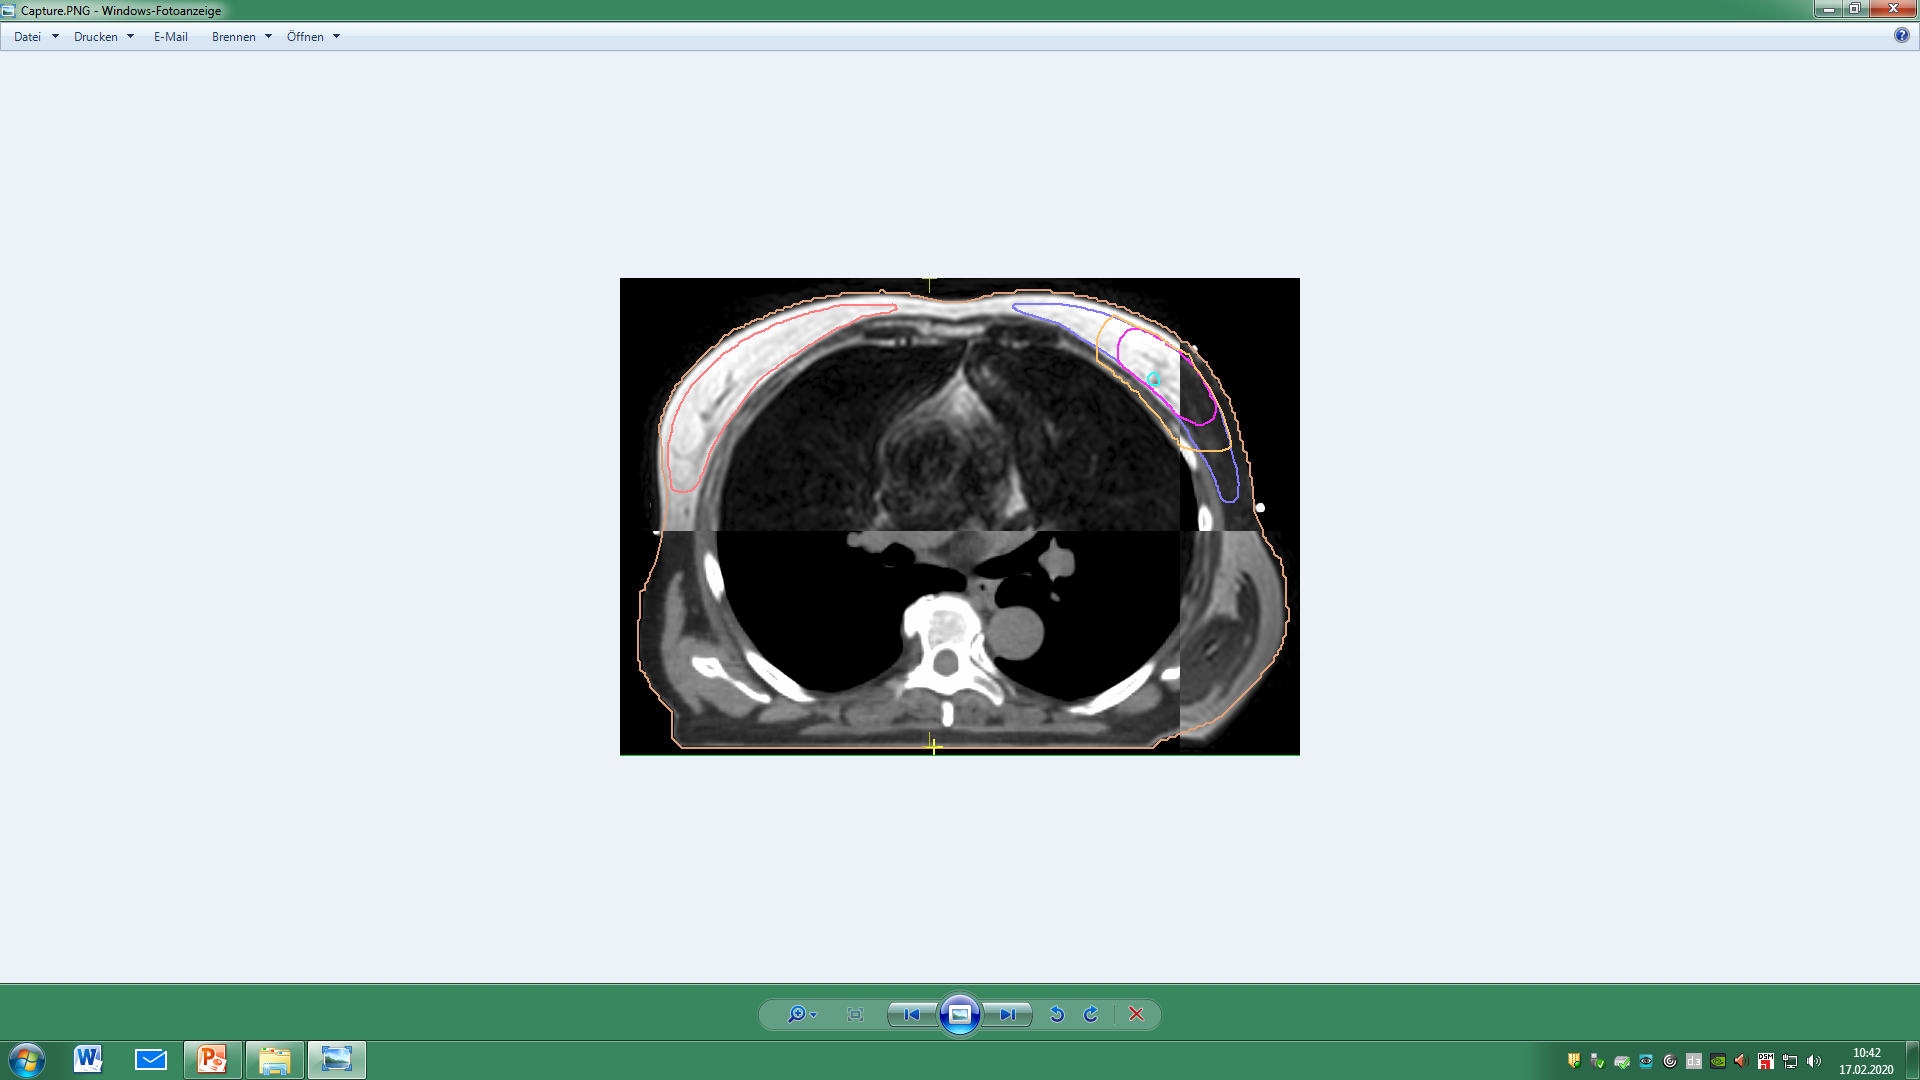 Capture.PNG - Windows-Fotoanzeige
Datei Drucken E-Mail Brennen Öffnen
10:42
17.02.2020